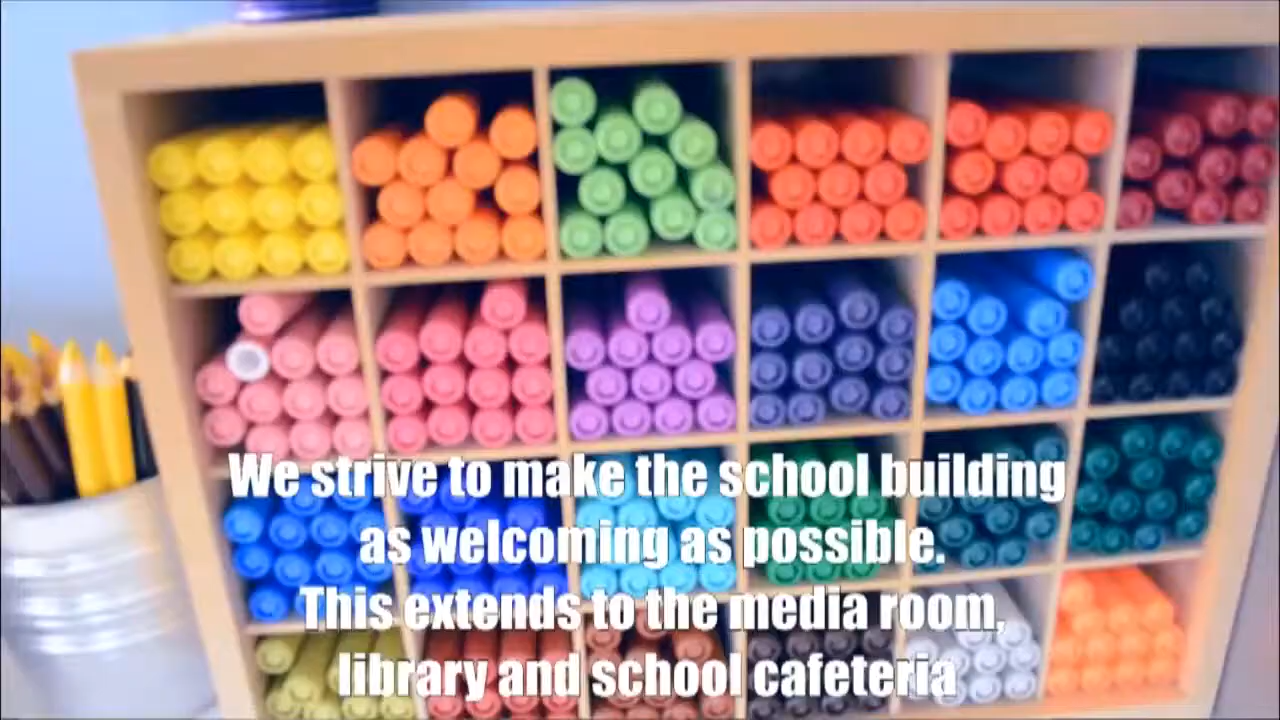 We strive to make the school building
as welcoming as possible.
This extends to the media room,
library and school cafeteria